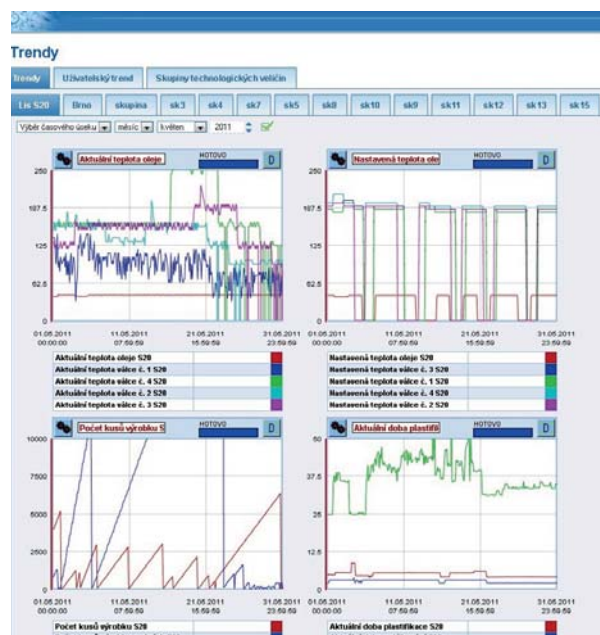 Trendy
Trendy Uživatelský trend Skupiny technologických veličin
Lis S20 Brno skupina sk3 sk4 sk7 sk5 sk8 sk10 sk9 sk11 sk12 sk13 sk15
Výběr časového úseku měsíc květen 2011
Aktuální teplota oleje HOTOVO D
250
187.5
125
62.5
0
01.05.2011 11.05.2011 21.05.2011 31.05.2011
00:00:00 07:59:59 15:59:59 23:59:59
Aktuální teplota oleje S20
Aktuální teplota válce č. 1 S20
Aktuální teplota válce č. 4 S20
Aktuální teplota válce č. 2 S20
Aktuální teplota válce č. 3 S20
Nastavená teplota ole HOTOVO D
250
187.5
125
62.5
0
01.05.2011 11.05.2011 21.05.2011 31.05.2011
00:00:00 07:59:59 15:59:59 23:59:59
Nastavená teplota oleje S20
Nastavená teplota válce č. 3 S20
Nastavená teplota válce č. 1 S20
Nastavená teplota válce č. 4 S20
Nastavená teplota válce č. 2 S20
Počet kusů výrobku S HOTOVO D
10000
7500
5000
2500
0
01.05.2011 11.05.2011 21.05.2011 31.05.2011
00:00:00 07:59:59 15:59:59 23:59:59
Počet kusů výrobku S20
Aktuální doba plastifi HOTOVO D
50
37.5
25
12.5
0
01.05.2011 11.05.2011 21.05.2011 31.05.2011
00:00:00 07:59:59 15:59:59 23:59:59
Aktuální doba plastifikace S20